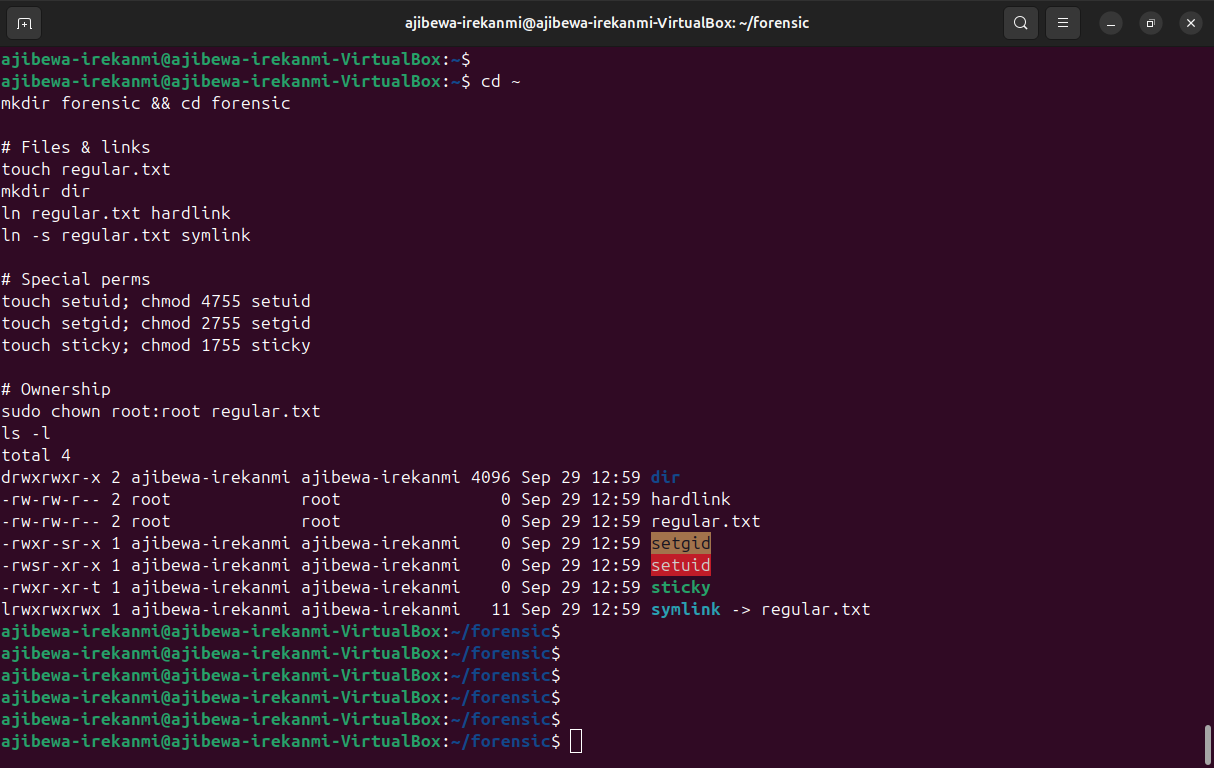 ajibewa-irekanmi@ajibewa-irekanmi-VirtualBox: ~/forensic
ajibewa-irekanmi@ajibewa-irekanmi-VirtualBox:~$
ajibewa-irekanmi@ajibewa-irekanmi-VirtualBox:~$ cd ~
mkdir forensic && cd forensic

# Files & links
touch regular.txt
mkdir dir
ln regular.txt hardlink
ln -s regular.txt symlink

# Special perms
touch setuid; chmod 4755 setuid
touch setgid; chmod 2755 setgid
touch sticky; chmod 1755 sticky

# Ownership
sudo chown root:root regular.txt
ls -l
total 4
drwxrwxr-x 2 ajibewa-irekanmi ajibewa-irekanmi 4096 Sep 29 12:59 dir
-rw-rw-r-- 2 root             root                0 Sep 29 12:59 hardlink
-rw-rw-r-- 2 root             root                0 Sep 29 12:59 regular.txt
-rwxr-sr-x 1 ajibewa-irekanmi ajibewa-irekanmi    0 Sep 29 12:59 setgid
-rwsr-xr-x 1 ajibewa-irekanmi ajibewa-irekanmi    0 Sep 29 12:59 setuid
-rwxr-xr-t 1 ajibewa-irekanmi ajibewa-irekanmi    0 Sep 29 12:59 sticky
lrwxrwxrwx 1 ajibewa-irekanmi ajibewa-irekanmi   11 Sep 29 12:59 symlink -> regular.txt
ajibewa-irekanmi@ajibewa-irekanmi-VirtualBox:~/forensic$
ajibewa-irekanmi@ajibewa-irekanmi-VirtualBox:~/forensic$
ajibewa-irekanmi@ajibewa-irekanmi-VirtualBox:~/forensic$
ajibewa-irekanmi@ajibewa-irekanmi-VirtualBox:~/forensic$
ajibewa-irekanmi@ajibewa-irekanmi-VirtualBox:~/forensic$
ajibewa-irekanmi@ajibewa-irekanmi-VirtualBox:~/forensic$